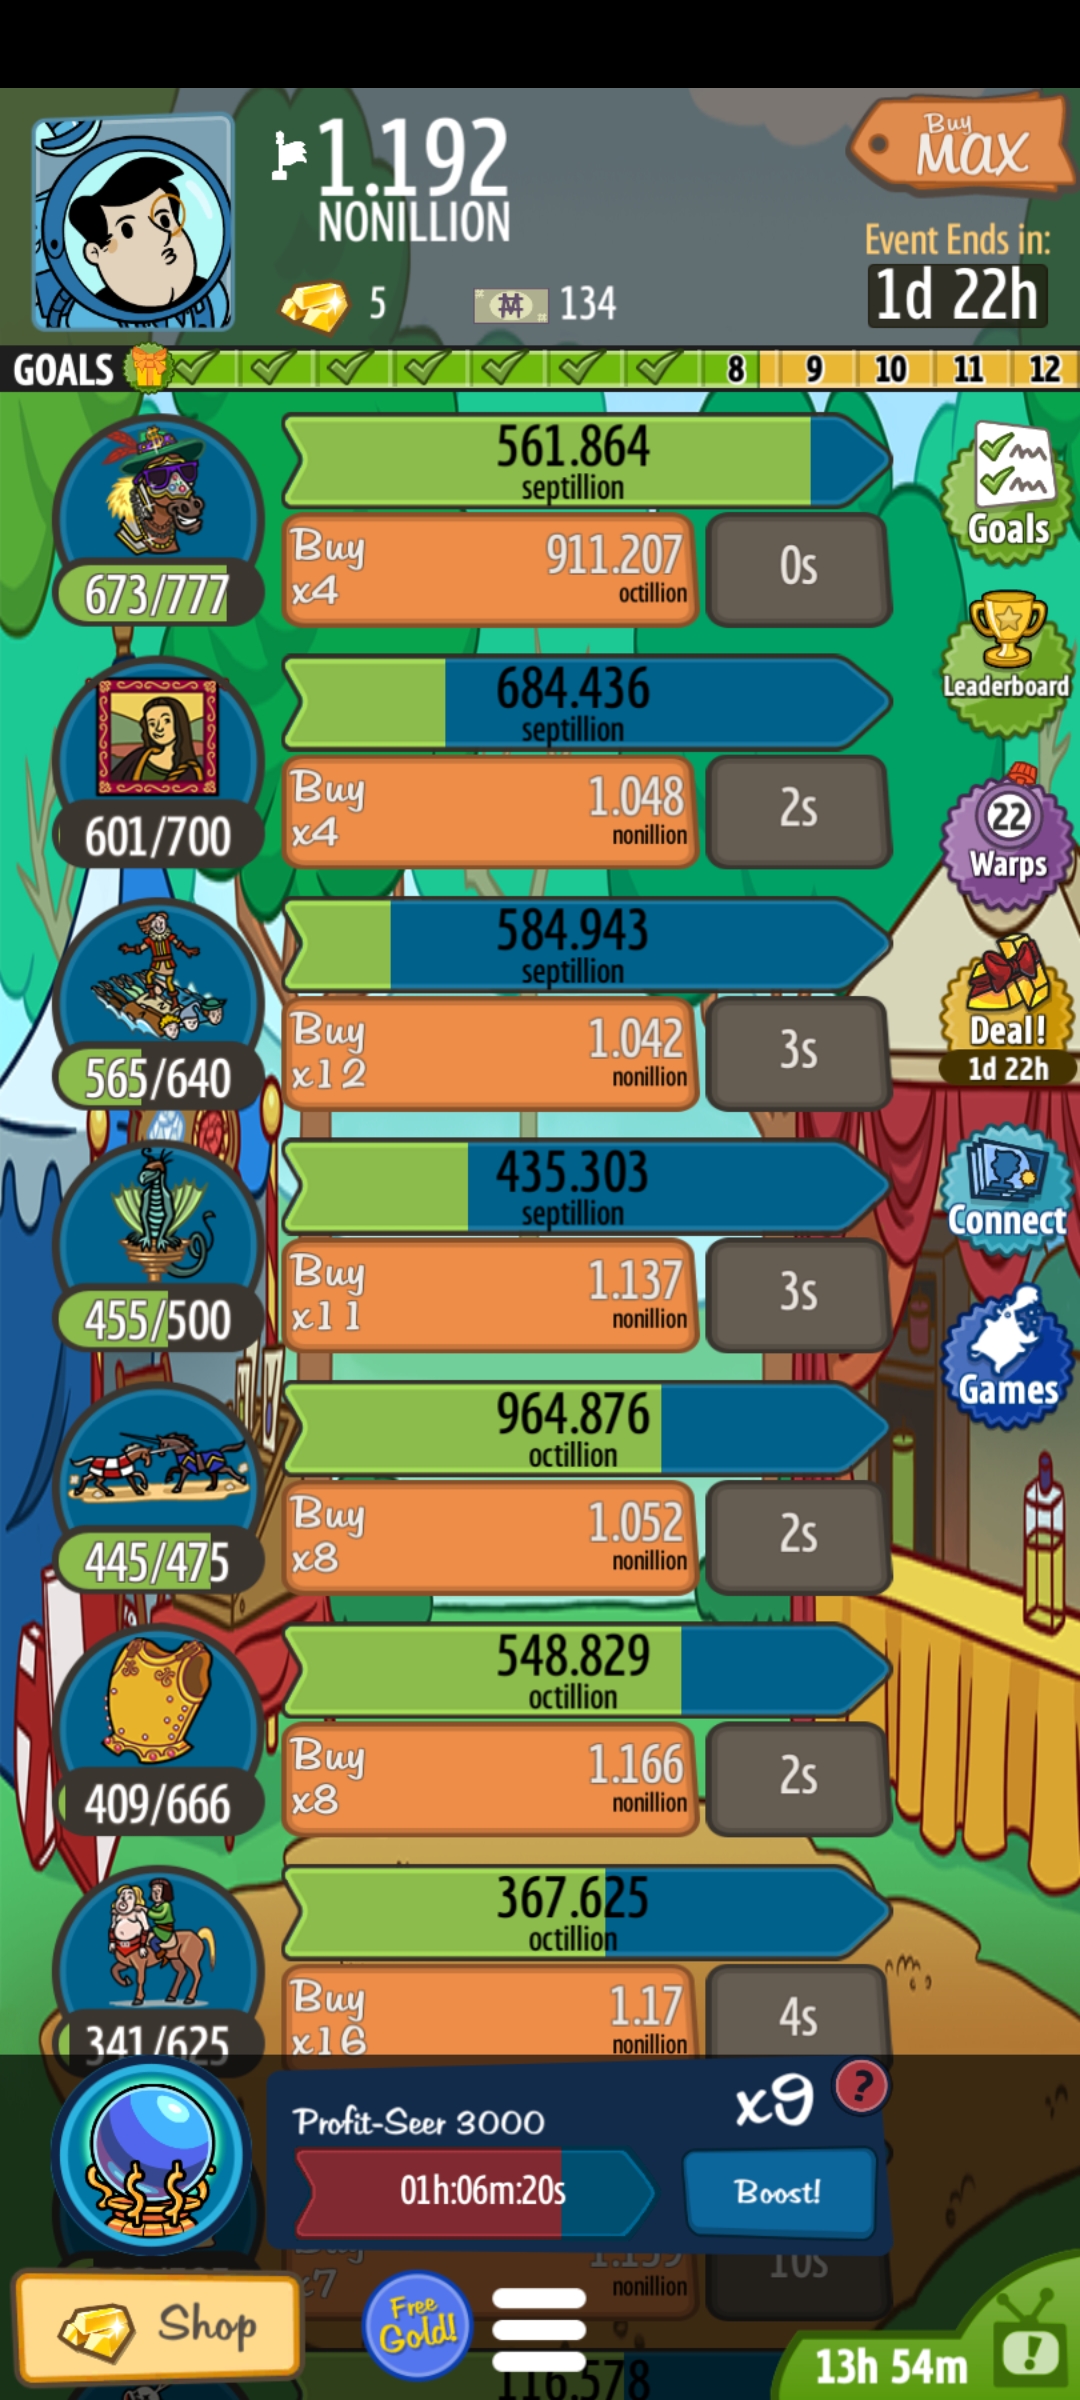 1.192
NONILLION
Buy
MAX
5
134
Event Ends in:
1d 22h
GOALS
8
9
10
11
12
561.864
septillion
673/777
Buy
x4
911.207
octillion
0s
Goals
Leaderboard
684.436
septillion
601/700
Buy
x4
1.048
nonillion
2s
22
Warps
584.943
septillion
565/640
Buy
x12
1.042
nonillion
3s
Deal!
1d 22h
435.303
septillion
455/500
Buy
x11
1.137
nonillion
3s
Connect
Games
964.876
octillion
445/475
Buy
x8
1.052
nonillion
2s
548.829
octillion
409/666
Buy
x8
1.166
nonillion
2s
367.625
octillion
341/625
Buy
x16
1.17
nonillion
4s
Profit-Seer 3000
x9
?
01h:06m:20s
Boost!
Buy
x7
1.159
nonillion
10s
Shop
Free
Gold!
116.578
13h 54m
!